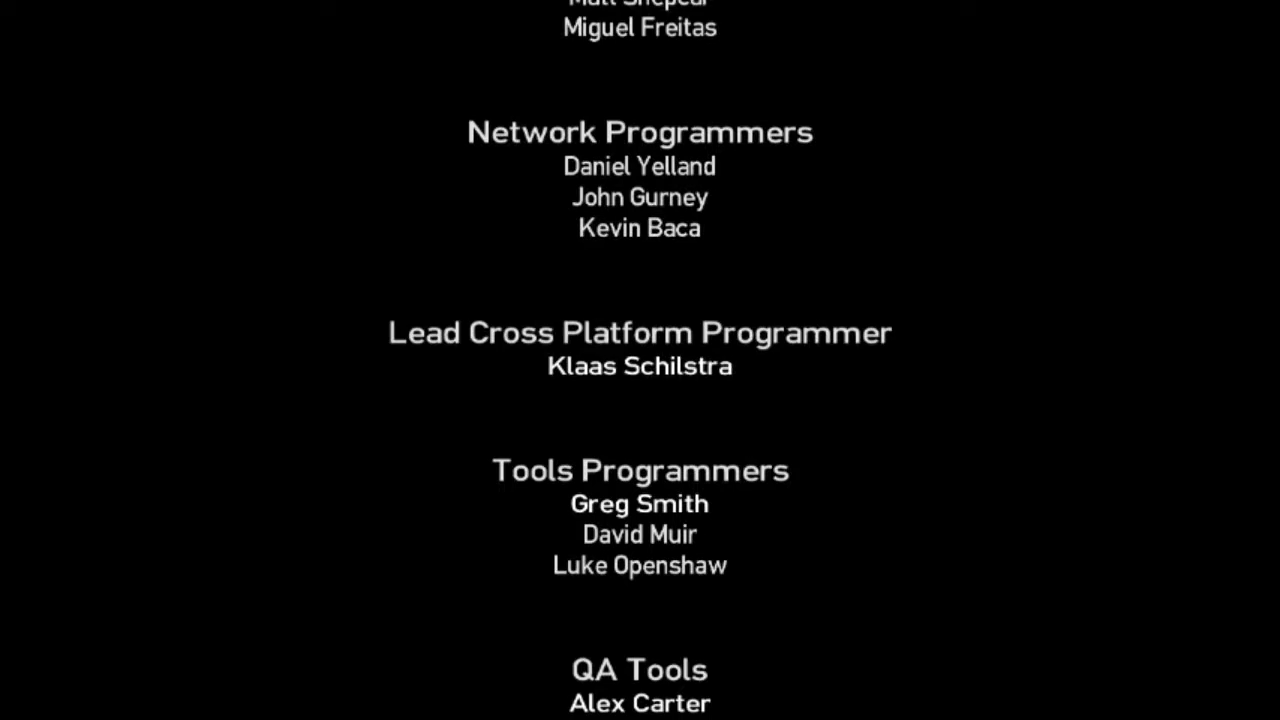 Miguel Freitas
Network Programmers
Daniel Yelland
John Gurney
Kevin Baca
Lead Cross Platform Programmer
Klaas Schilstra
Tools Programmers
Greg Smith
David Muir
Luke Openshaw
QA Tools
Alex Carter